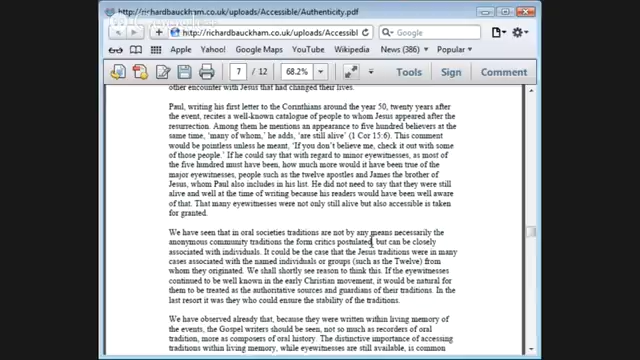 http://richardbauckham.co.uk/uploads/Accessible/Authenticity.pdf
http://richardbauckham.co.uk/uploads/Accessibl
Google
Apple Yahoo! Google Maps YouTube Wikipedia News (386) Popular
7 / 12 68.2% Tools Sign Comment
other encounter with Jesus that had changed their lives.
Paul, writing his first letter to the Corinthians around the year 50, twenty years after
the event, recites a well-known catalogue of people to whom Jesus appeared after the
resurrection. Among them he mentions an appearance to five hundred believers at the
same time, ‘many of whom,’ he adds, ‘are still alive’ (1 Cor 15:6). This comment
would be pointless unless he meant, ‘If you don’t believe me, check it out with some
of those people.’ If he could say that with regard to minor eyewitnesses, as most of
the five hundred must have been, how much more would it have been true of the
major eyewitnesses, people such as the twelve apostles and James the brother of
Jesus, whom Paul also includes in his list. He did not need to say that they were still
alive and well at the time of writing because his readers would have been well aware
of that. That many eyewitnesses were not only still alive but also accessible is taken
for granted.
We have seen that in oral societies traditions are not by any means necessarily the
anonymous community traditions the form critics postulated, but can be closely
associated with individuals. It could be the case that the Jesus traditions were in many
cases associated with the named individuals or groups (such as the Twelve) from
whom they originated. We shall shortly see reason to think this. If the eyewitnesses
continued to be well known in the early Christian movement, it would be natural for
them to be treated as the authoritative sources and guardians of their traditions. In
the last resort it was they who could ensure the stability of the traditions.
We have observed already that, because they were written within living memory of
the events, the Gospel writers should be seen, not so much as recorders of oral
tradition, more as composers of oral history. The distinctive importance of accessing
traditions within living memory, while eyewitnesses are still available, is common